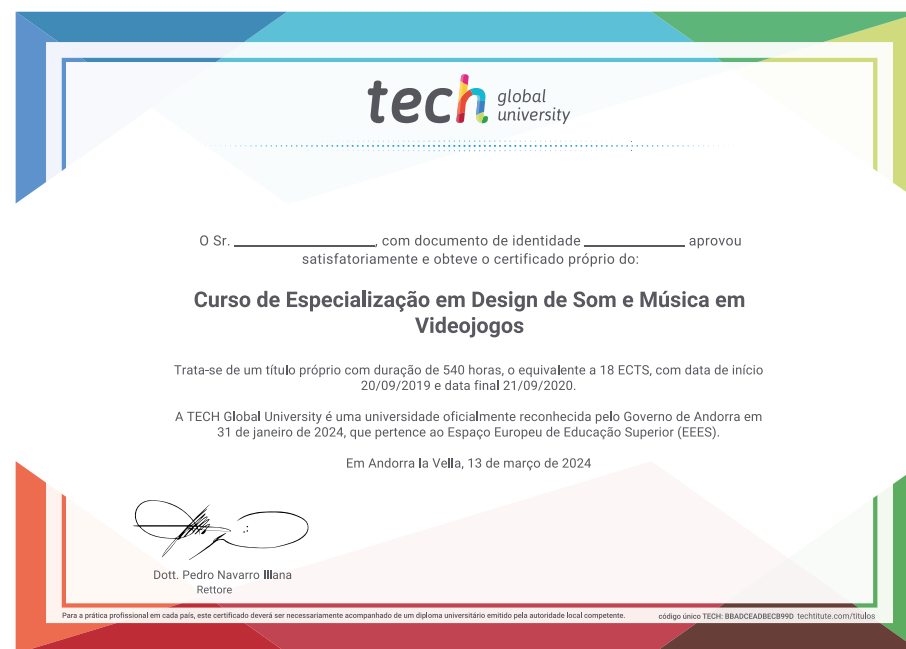 tech global university
O Sr. ____________________, com documento de identidade ______________ aprovou
satisfatoriamente e obteve o certificado próprio do:
Curso de Especialização em Design de Som e Música em
Videojogos
Trata-se de um título próprio com duração de 540 horas, o equivalente a 18 ECTS, com data de início
20/09/2019 e data final 21/09/2020.
A TECH Global University é uma universidade oficialmente reconhecida pelo Governo de Andorra em
31 de janeiro de 2024, que pertence ao Espaço Europeu de Educação Superior (EEES).
Em Andorra la Vella, 13 de março de 2024
Dott. Pedro Navarro Illana
Rettore
Para a prática profissional em cada país, este certificado deverá ser necessariamente acompanhado de um diploma universitário emitido pela autoridade local competente.
código único TECH: BBADCEADBECB99D techtitute.com/titulos